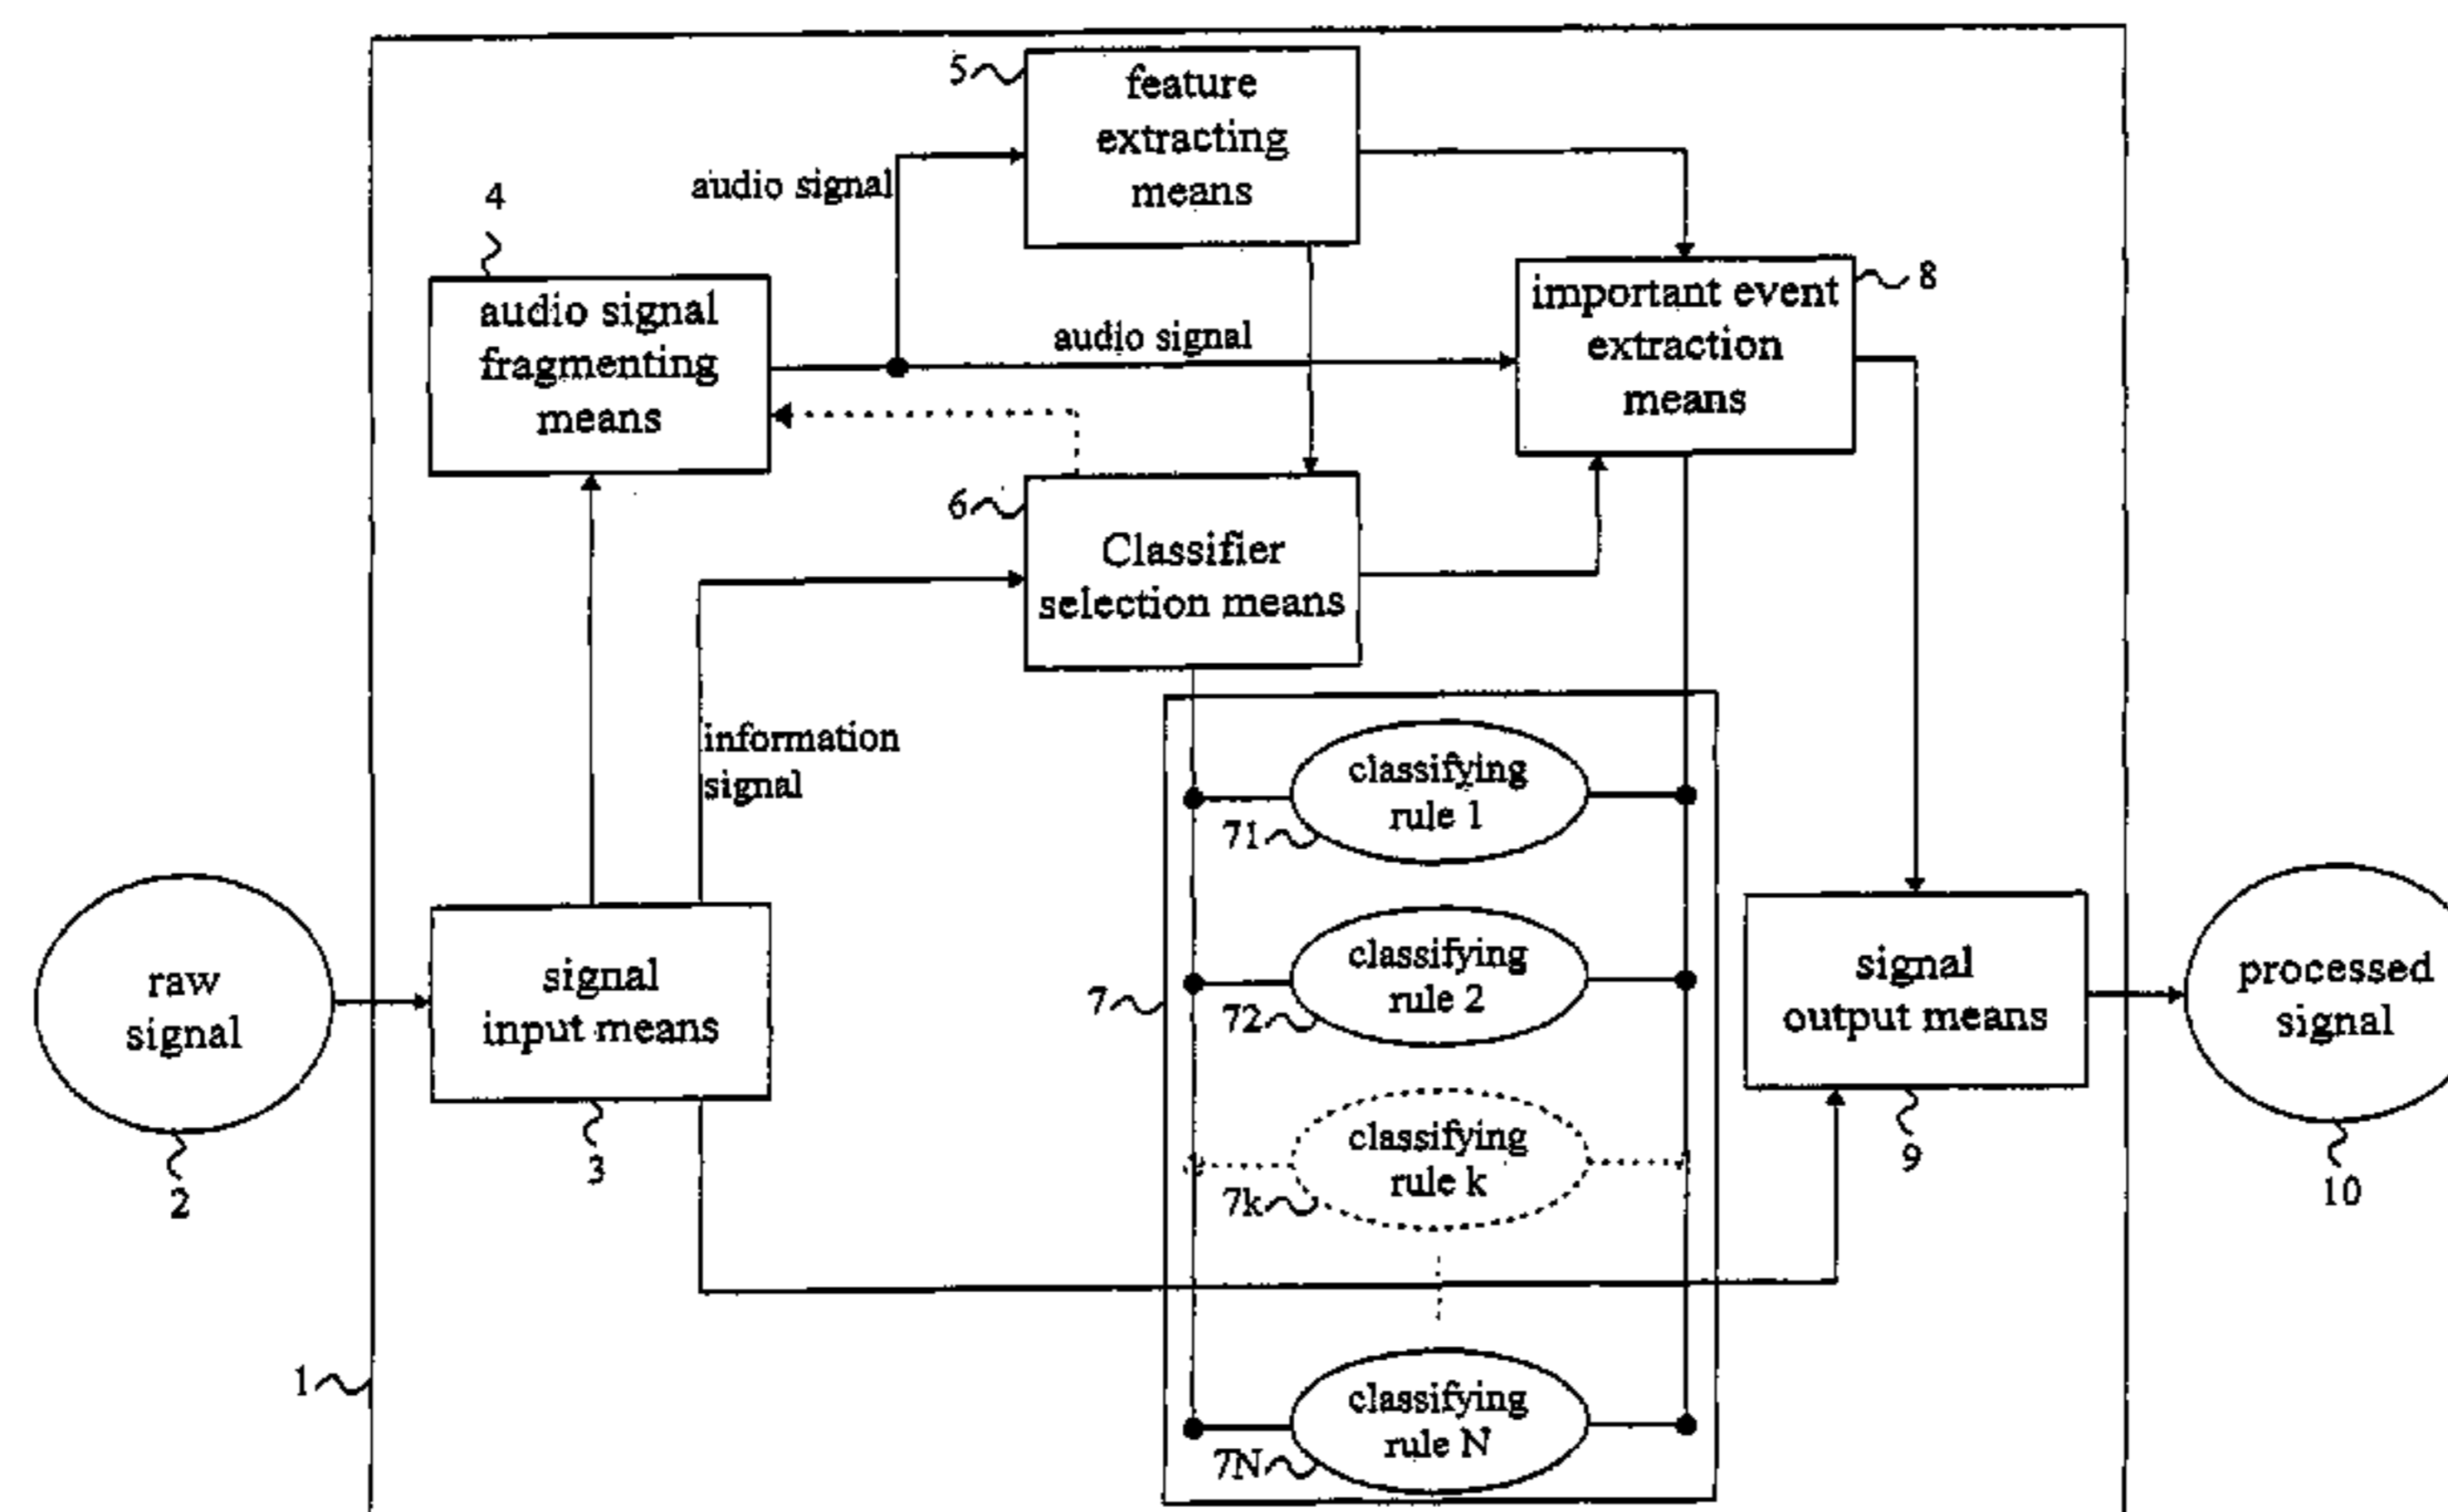 5
feature
extracting
means
audio signal
4
audio signal
fragmenting
means
audio signal
important event
extraction
means
8
6
Classifier
selection means
information
signal
classifying
rule 1
71
classifying
rule 2
72
7
classifying
rule k
7k
classifying
rule N
7N
raw
signal
2
signal
input means
3
signal
output means
9
processed
signal
10
1